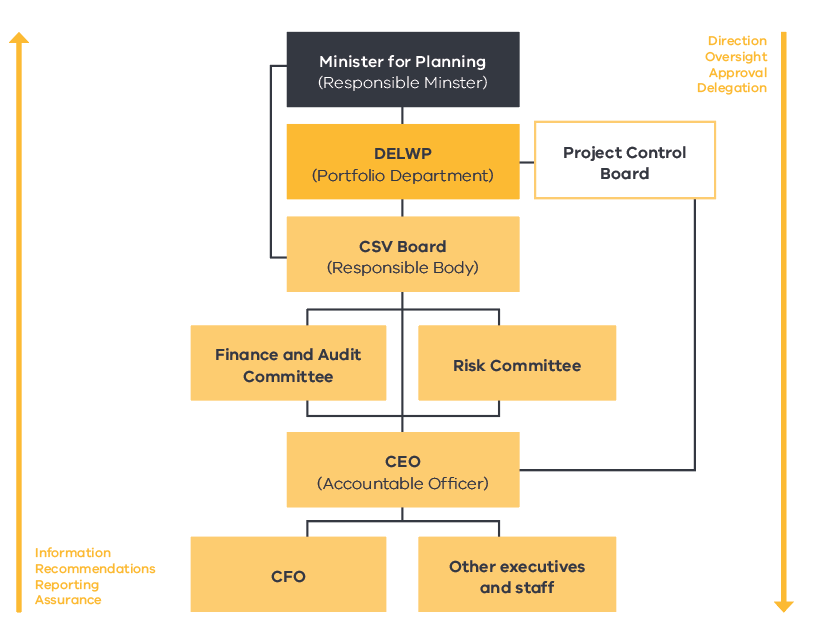 Minister for Planning
(Responsible Minster)
Direction
Oversight
Approval
Delegation
DELWP
(Portfolio Department)
Project Control
Board
CSV Board
(Responsible Body)
Finance and Audit
Committee
Risk Committee
CEO
(Accountable Officer)
Information
Recommendations
Reporting
Assurance
CFO
Other executives
and staff